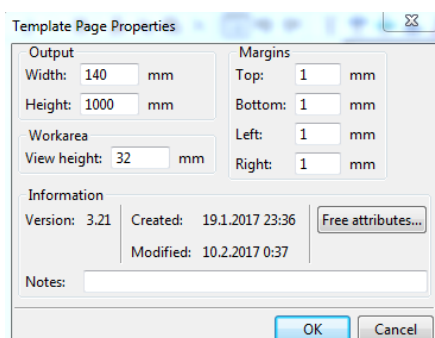 Template Page Properties
Output
Width: 140 mm
Height: 1000 mm
Workarea
View height: 32 mm
Margins
Top: 1 mm
Bottom: 1 mm
Left: 1 mm
Right: 1 mm
Information
Version: 3.21
Created: 19.1.2017 23:36
Modified: 10.2.2017 0:37
Free attributes...
Notes:
OK Cancel